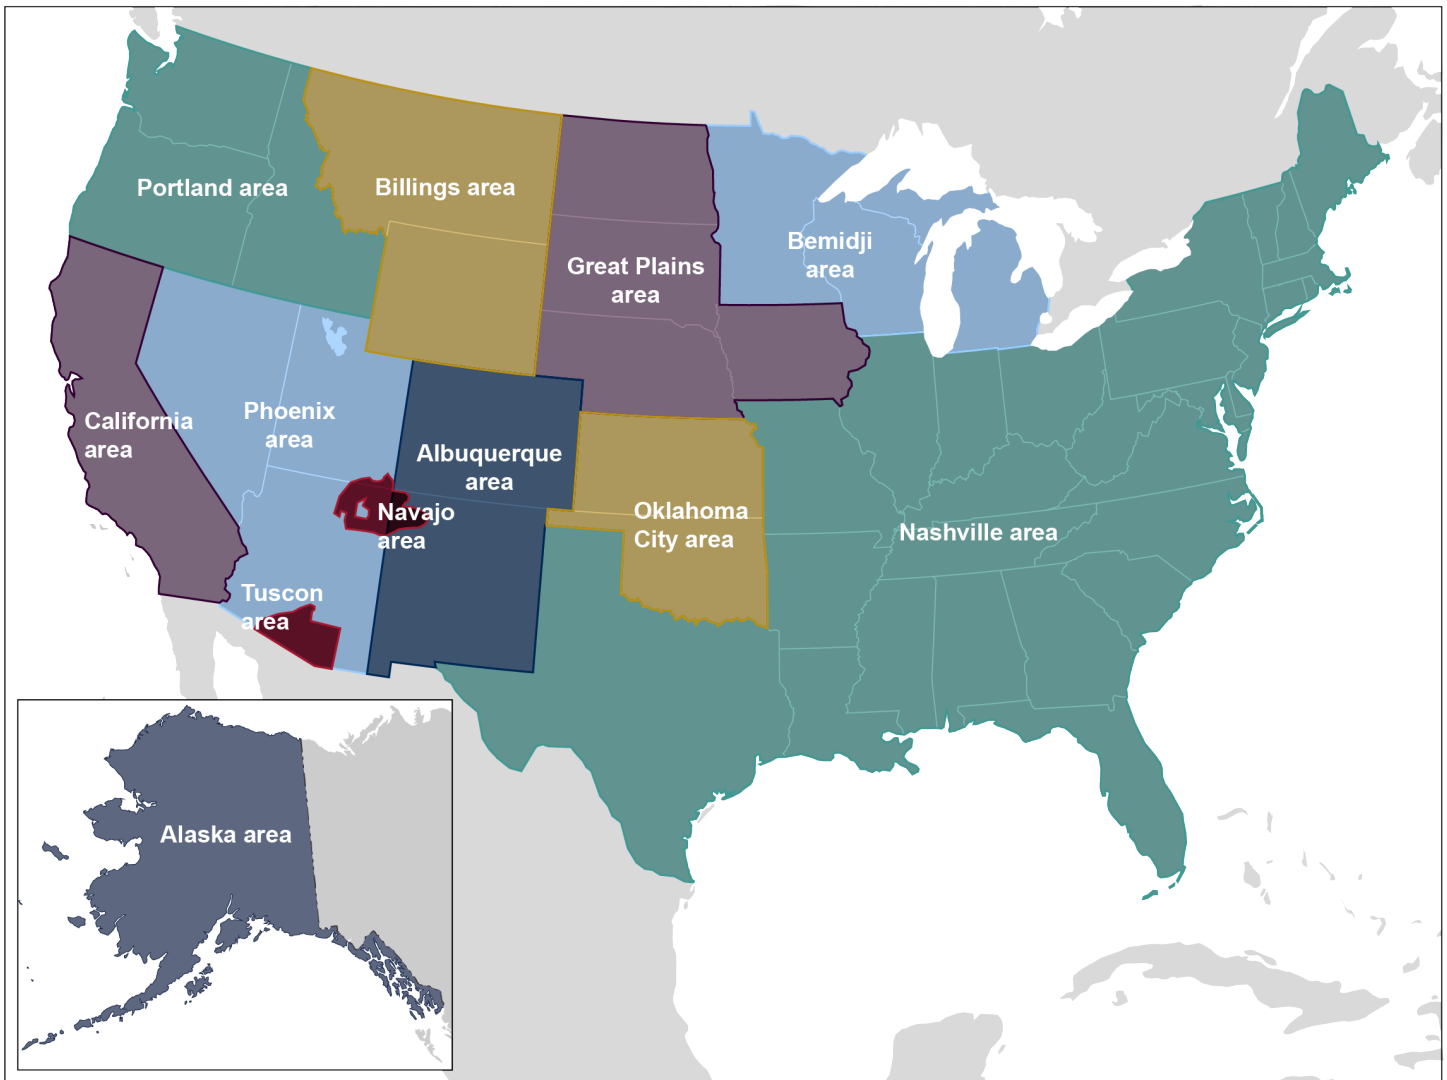 Portland area
Billings area
Bemidji
area
Great Plains
area
California
area
Phoenix
area
Albuquerque
area
Navajo
area
Oklahoma
City area
Nashville area
Tuscon
area
Alaska area